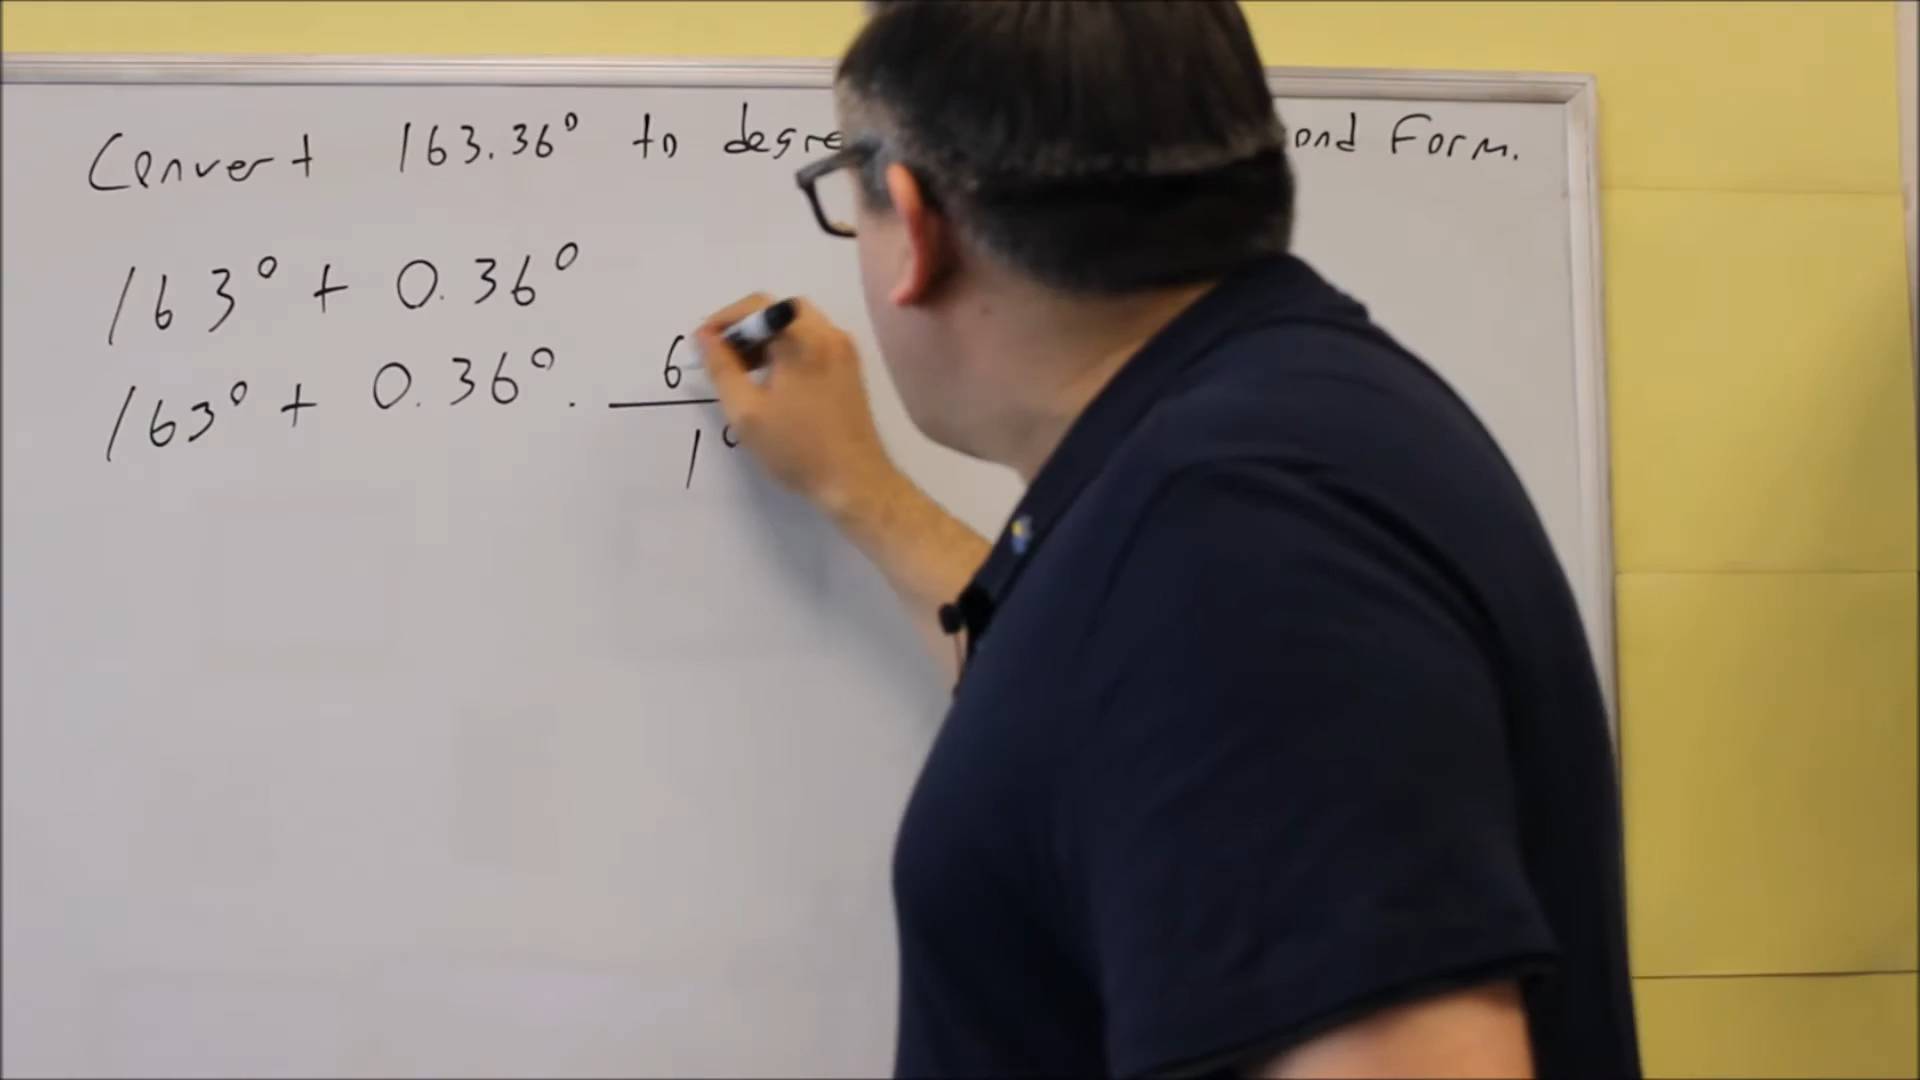 Convert 163.36° to degre ond Form.
163° + 0.36°
163° + 0.36° · 6
1°